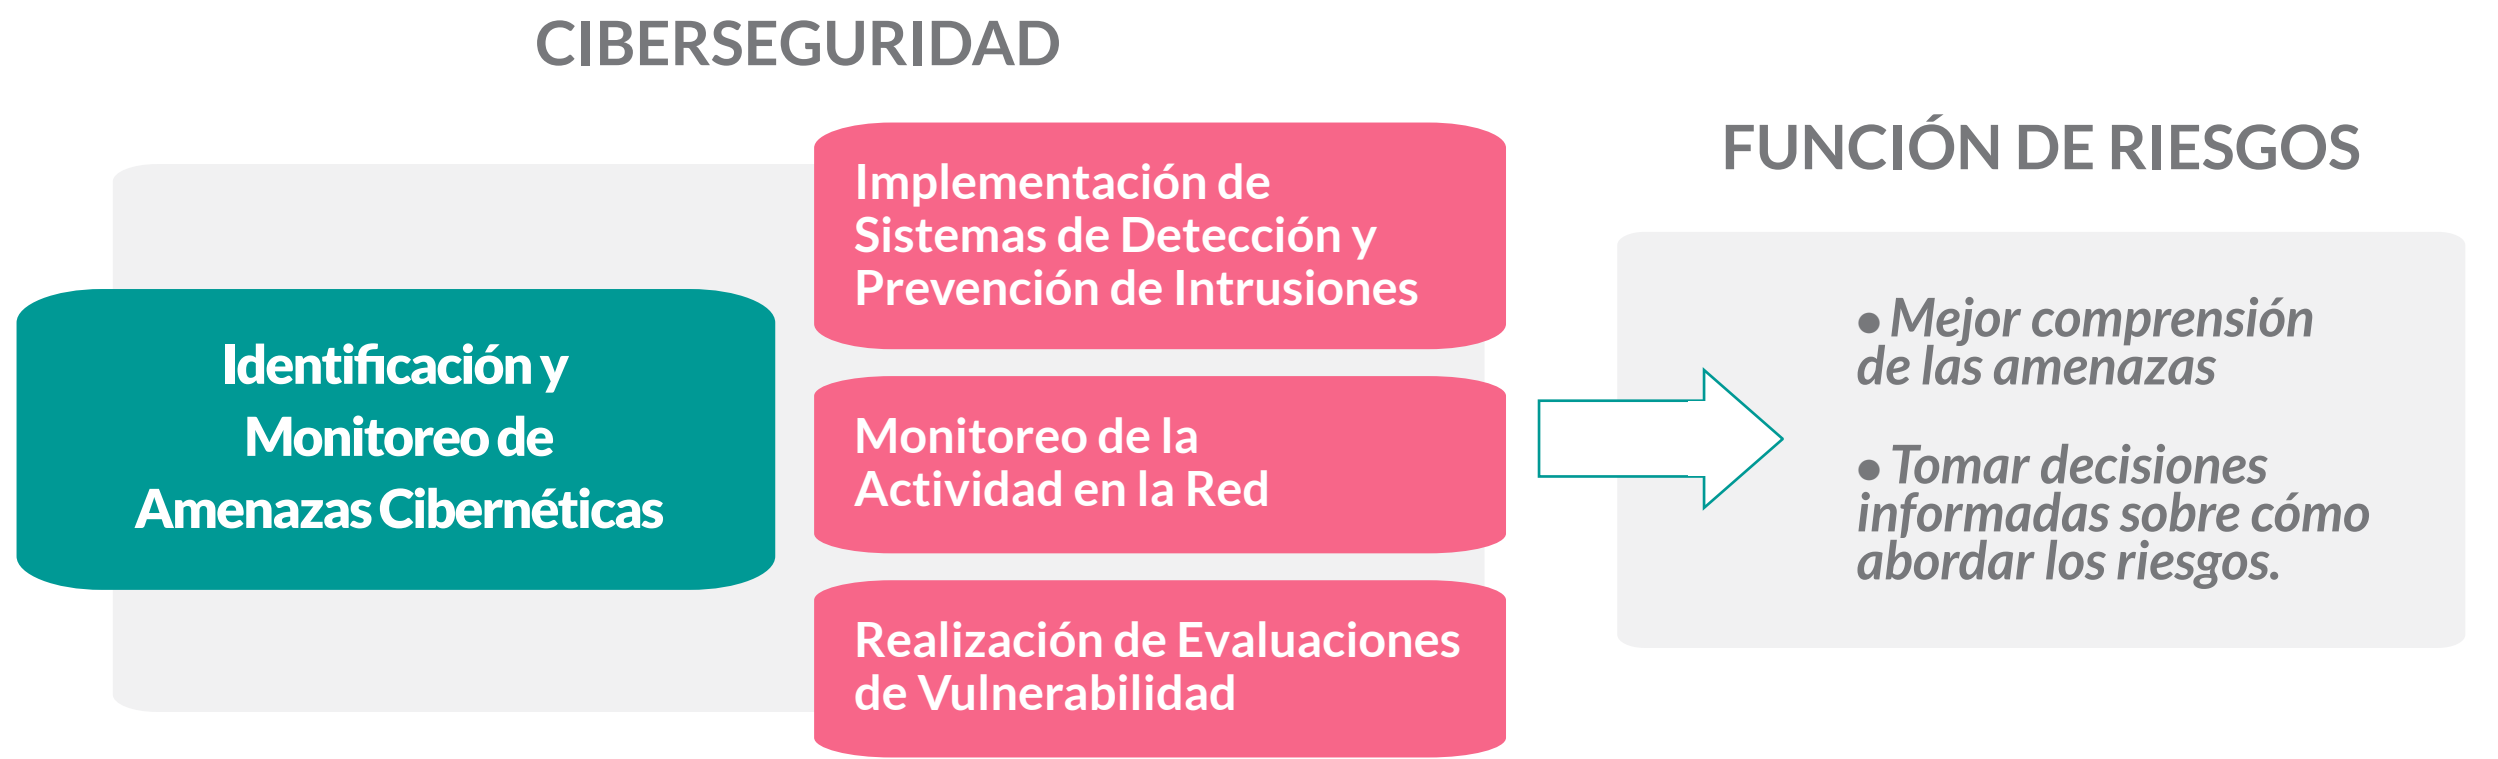 CIBERSEGURIDAD
Identificación y
Monitoreo de
Amenazas Cibernéticas
Implementación de
Sistemas de Detección y
Prevención de Intrusiones
Monitoreo de la
Actividad en la Red
Realización de Evaluaciones
de Vulnerabilidad
FUNCIÓN DE RIESGOS
● Mejor comprensión
de las amenazas
● Tomar decisiones
informadas sobre cómo
abordar los riesgos.